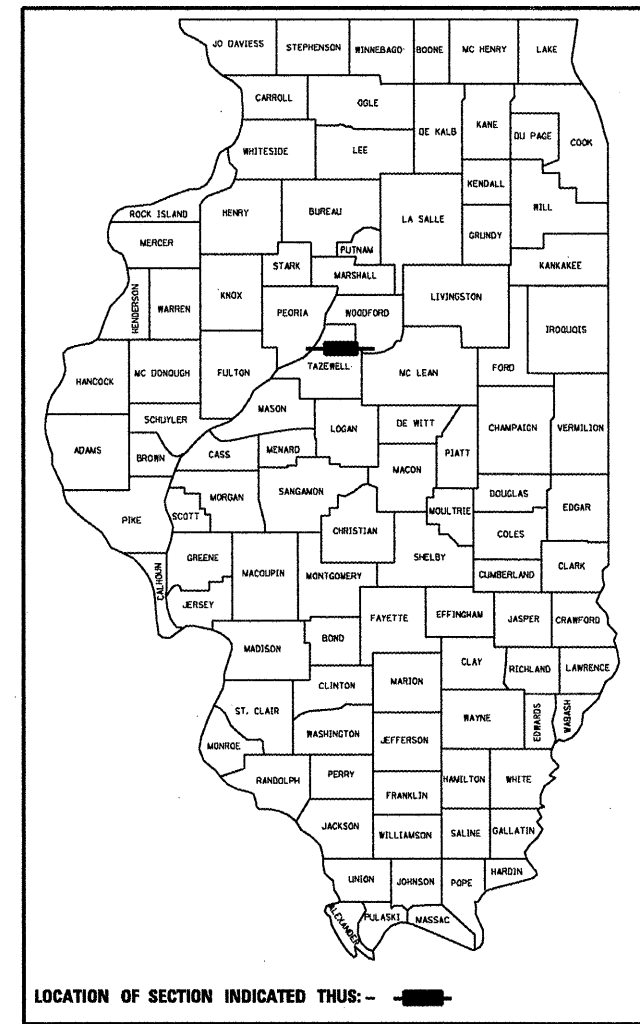 JO DAVIESS STEPHENSON WINNEBAGO BOONE MC HENRY LAKE
CARROLL OGLE DE KALB KANE DU PAGE COOK
WHITESIDE LEE
KENDALL WILL
ROCK ISLAND HENRY BUREAU LA SALLE GRUNDY
MERCER PUTNAM KANKAKEE
STARK MARSHALL
HENDERSON WARREN KNOX PEORIA WOODFORD LIVINGSTON IROQUOIS
HANCOCK MC DONOUGH FULTON TAZEWELL MC LEAN FORD
MASON
SCHUYLER LOGAN DE WITT CHAMPAIGN VERMILION
ADAMS BROWN CASS MENARD PIATT
MACON
MORGAN SANGAMON DOUGLAS
PIKE SCOTT MOULTRIE EDGAR
CHRISTIAN COLES
GREENE MACOUPIN MONTGOMERY SHELBY CLARK
CALHOUN CUMBERLAND
JERSEY FAYETTE EFFINGHAM JASPER CRAWFORD
MADISON BOND
CLAY RICHLAND LAWRENCE
CLINTON MARION
ST. CLAIR WAYNE EDWARDS WABASH
WASHINGTON JEFFERSON
MONROE
RANDOLPH PERRY HAMILTON WHITE
FRANKLIN
JACKSON WILLIAMSON SALINE GALLATIN
UNION JOHNSON POPE HARDIN
ALEXANDER PULASKI MASSAC
LOCATION OF SECTION INDICATED THUS: -